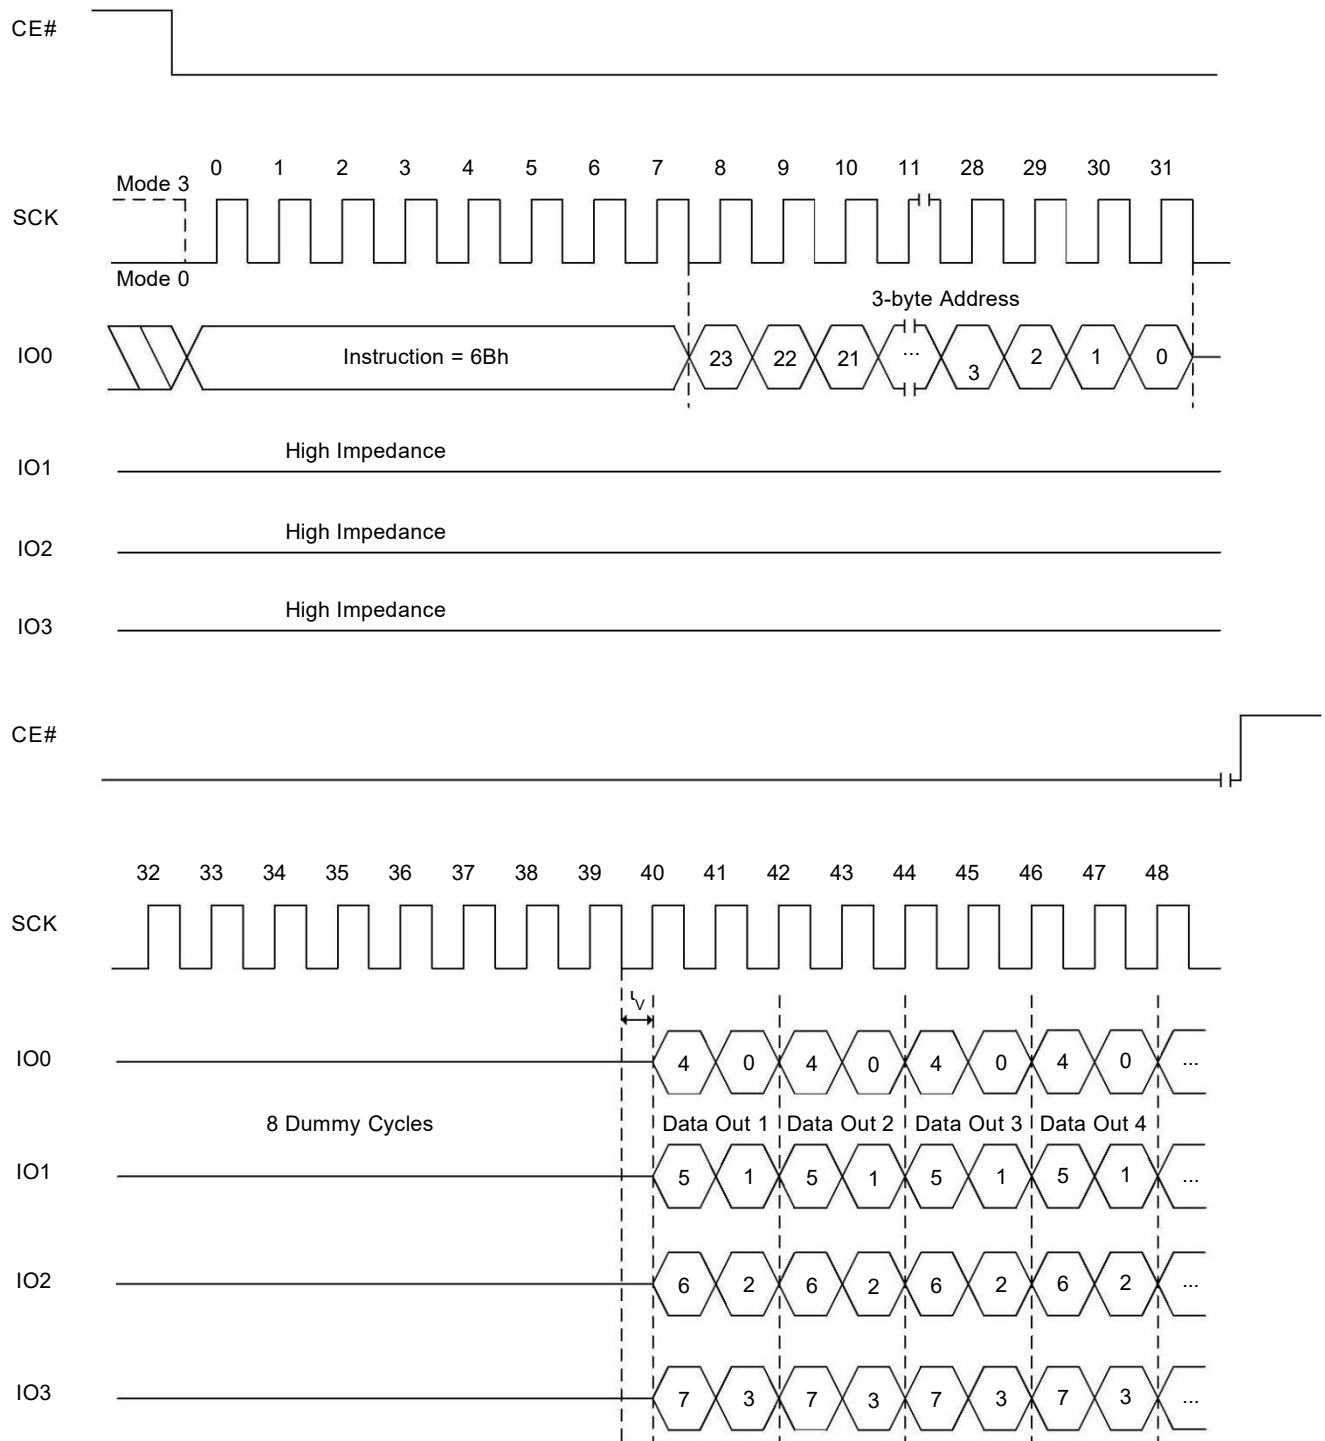 CE#
0 1 2 3 4 5 6 7 8 9 10 11 28 29 30 31
Mode 3
SCK
Mode 0
3-byte Address
IO0 Instruction = 6Bh 23 22 21 ... 3 2 1 0
High Impedance
IO1
High Impedance
IO2
High Impedance
IO3
CE#
32 33 34 35 36 37 38 39 40 41 42 43 44 45 46 47 48
SCK
tV
IO0 4 0 4 0 4 0 4 0 ...
8 Dummy Cycles Data Out 1 Data Out 2 Data Out 3 Data Out 4
IO1 5 1 5 1 5 1 5 1 ...
IO2 6 2 6 2 6 2 6 2 ...
IO3 7 3 7 3 7 3 7 3 ...